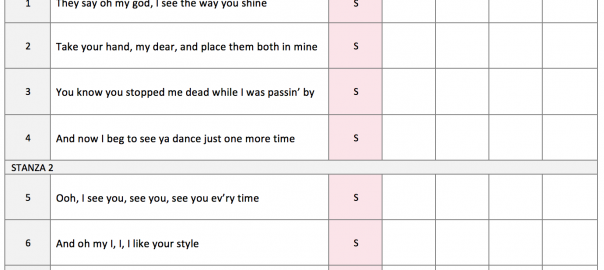 1 They say oh my god, I see the way you shine S
2 Take your hand, my dear, and place them both in mine S
3 You know you stopped me dead while I was passin’ by S
4 And now I beg to see ya dance just one more time S
STANZA 2
5 Ooh, I see you, see you, see you ev’ry time S
6 And oh my I, I, I like your style S